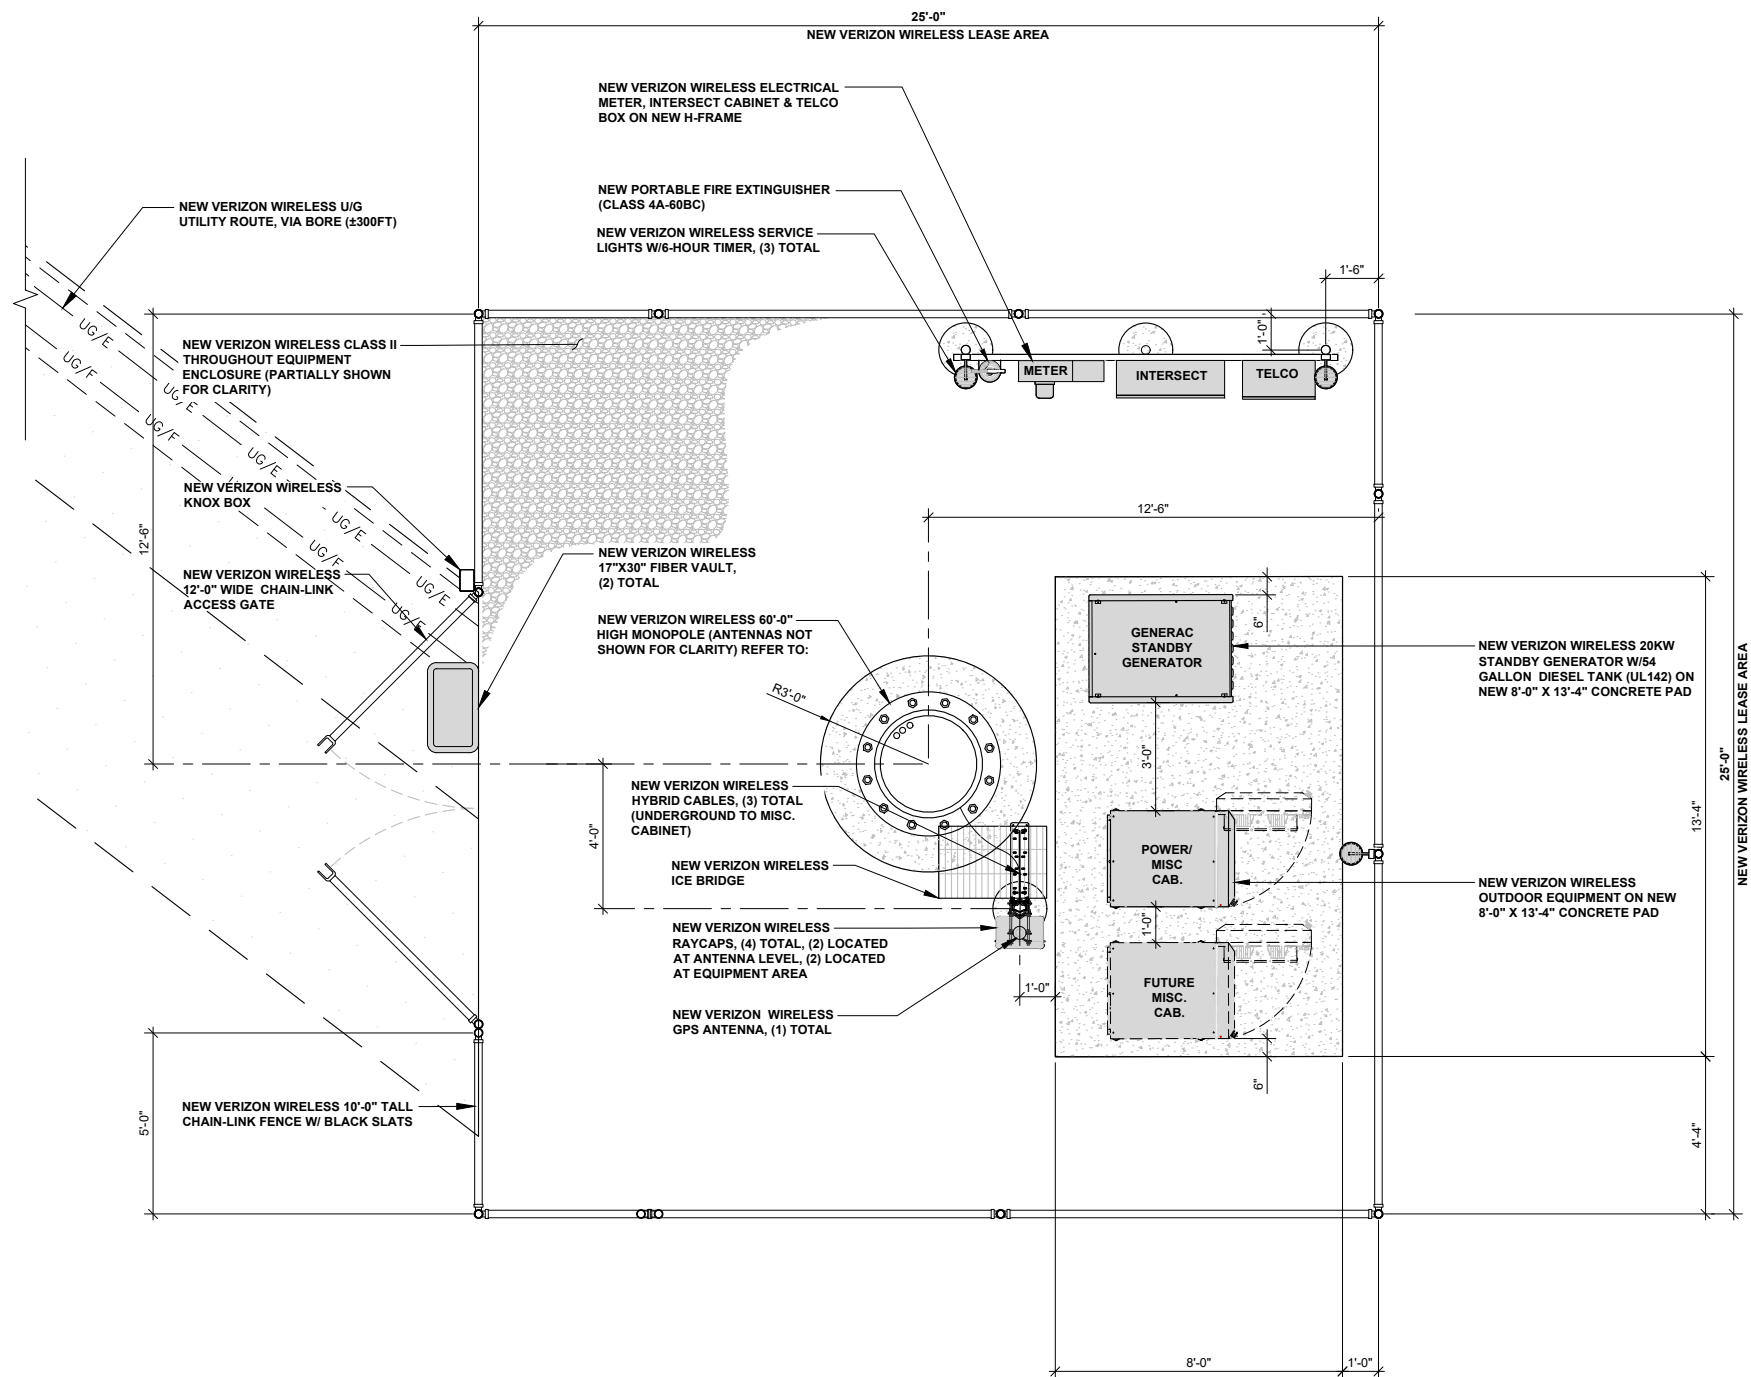 25'-0"
NEW VERIZON WIRELESS LEASE AREA
NEW VERIZON WIRELESS ELECTRICAL
METER, INTERSECT CABINET & TELCO
BOX ON NEW H-FRAME
NEW PORTABLE FIRE EXTINGUISHER
(CLASS 4A-60BC)
NEW VERIZON WIRELESS SERVICE
LIGHTS W/6-HOUR TIMER, (3) TOTAL
NEW VERIZON WIRELESS U/G
UTILITY ROUTE, VIA BORE (±300FT)
1'-6"
1'-0"
UG/E
UG/F
UG/E
UG/E
UG/F
UG/E
UG/F
UG/E
UG/F
UG/E
UG/F
NEW VERIZON WIRELESS CLASS II
THROUGHOUT EQUIPMENT
ENCLOSURE (PARTIALLY SHOWN
FOR CLARITY)
METER
INTERSECT
TELCO
NEW VERIZON WIRELESS
KNOX BOX
12'-6"
12'-6"
NEW VERIZON WIRELESS
12'-0" WIDE CHAIN-LINK
ACCESS GATE
NEW VERIZON WIRELESS
17"X30" FIBER VAULT,
(2) TOTAL
NEW VERIZON WIRELESS 60'-0"
HIGH MONOPOLE (ANTENNAS NOT
SHOWN FOR CLARITY) REFER TO:
R3'-0"
GENERAC
STANDBY
GENERATOR
6"
3'-0"
NEW VERIZON WIRELESS 20KW
STANDBY GENERATOR W/54
GALLON DIESEL TANK (UL142) ON
NEW 8'-0" X 13'-4" CONCRETE PAD
25'-0"
NEW VERIZON WIRELESS LEASE AREA
13'-4"
NEW VERIZON WIRELESS
HYBRID CABLES, (3) TOTAL
(UNDERGROUND TO MISC.
CABINET)
4'-0"
NEW VERIZON WIRELESS
ICE BRIDGE
POWER/
MISC
CAB.
1'-0"
NEW VERIZON WIRELESS
OUTDOOR EQUIPMENT ON NEW
8'-0" X 13'-4" CONCRETE PAD
NEW VERIZON WIRELESS
RAYCAPS, (4) TOTAL, (2) LOCATED
AT ANTENNA LEVEL, (2) LOCATED
AT EQUIPMENT AREA
1'-0"
FUTURE
MISC.
CAB.
NEW VERIZON WIRELESS
GPS ANTENNA, (1) TOTAL
6"
NEW VERIZON WIRELESS 10'-0" TALL
CHAIN-LINK FENCE W/ BLACK SLATS
5'-0"
4'-4"
8'-0"
1'-0"